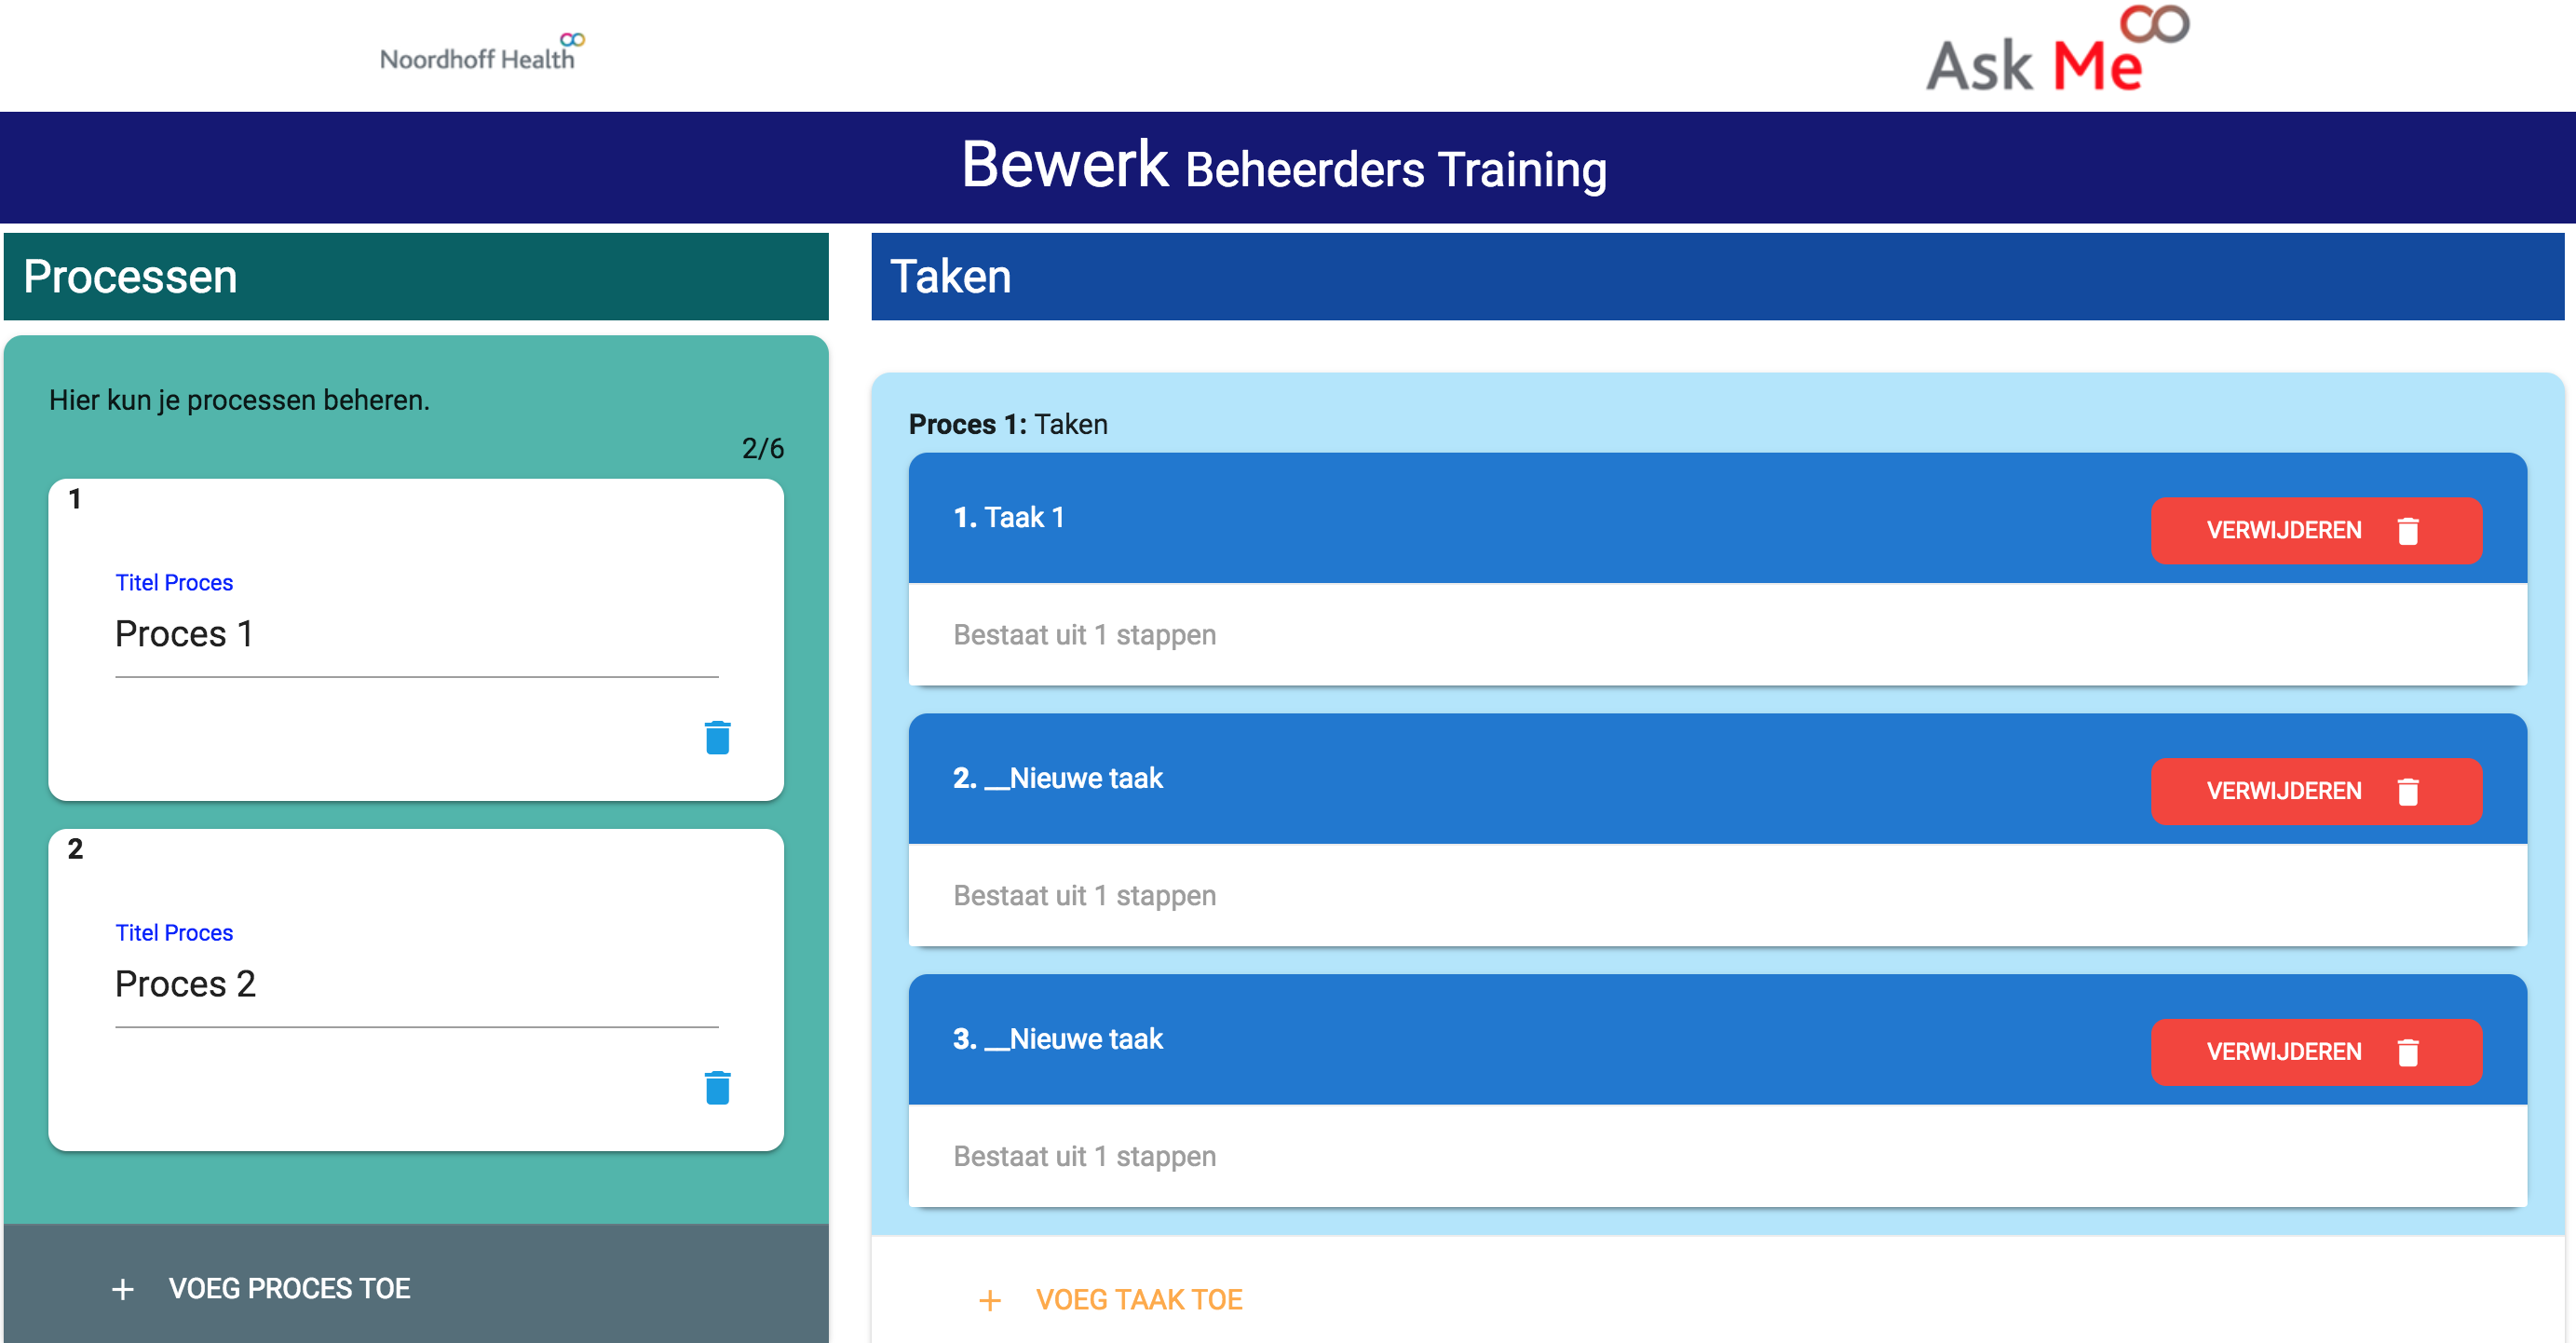 Noordhoff Health
Ask Me
Bewerk Beheerders Training
Processen
Hier kun je processen beheren.
2/6
1
Titel Proces
Proces 1
2
Titel Proces
Proces 2
+ VOEG PROCES TOE
Taken
Proces 1: Taken
1. Taak 1
VERWIJDEREN
Bestaat uit 1 stappen
2. __Nieuwe taak
VERWIJDEREN
Bestaat uit 1 stappen
3. __Nieuwe taak
VERWIJDEREN
Bestaat uit 1 stappen
+ VOEG TAAK TOE